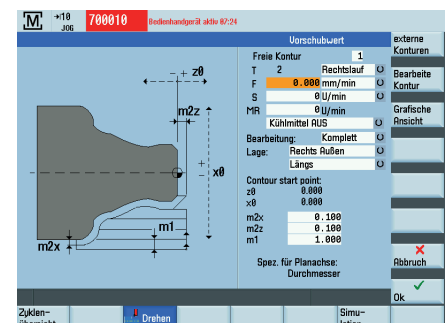 M →10 JOG 700010 Bedienhandgerät aktiv 07:24
Vorschubwert
externe Konturen
Freie Kontur 1
T 2 Rechtslauf
F 0.000 mm/min
Bearbeite Kontur
S 0 U/min
MR 0 U/min
Grafische Ansicht
Kühlmittel AUS
Bearbeitung: Komplett
Lage: Rechts Außen
Längs
Contour start point:
z0 0.000
x0 0.000
m2x 0.100
m2z 0.100
m1 1.000
Spez. für Planachse:
Durchmesser
- + z0
m2z
+
-
x0
m1
m2x
Abbruch
Ok
Zyklen-
Drehen
Simu-